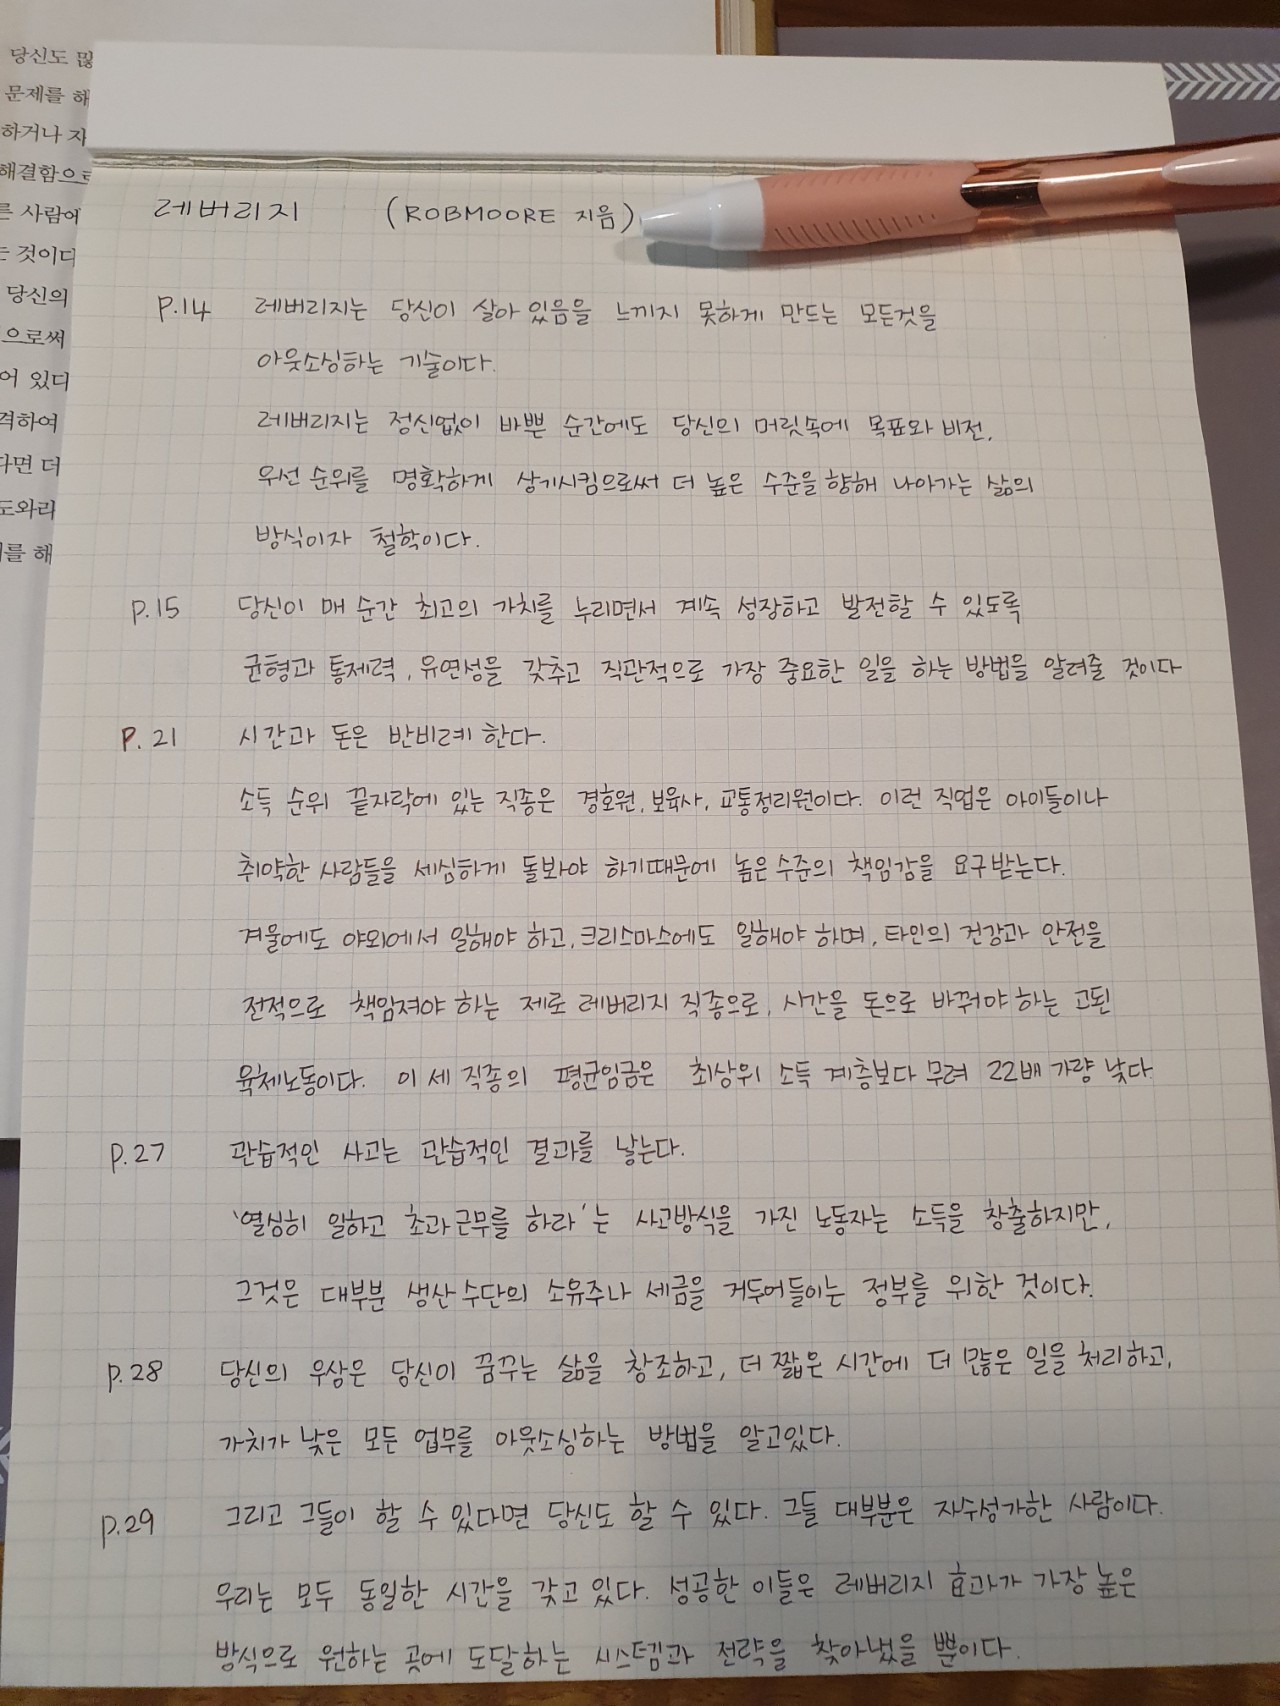 당신도 많
문제를 해
하거나 자
해결함으로
른 사람에
는 것이다
당신의
으로써
어 있다
격하여
다면 더
도와라
를 해
레버리지 (ROBMOORE 지음)
P.14 레버리지는 당신이 살아 있음을 느끼지 못하게 만드는 모든것을
아웃소싱하는 기술이다.
레버리지는 정신없이 바쁜 순간에도 당신의 머릿속에 목표와 비전,
우선 순위를 명확하게 상기시킴으로써 더 높은 수준을 향해 나아가는 삶의
방식이자 철학이다.
P.15 당신이 매 순간 최고의 가치를 누리면서 계속 성장하고 발전할 수 있도록
균형과 통제력, 유연성을 갖추고 직관적으로 가장 중요한 일을 하는 방법을 알려줄 것이다
P. 21 시간과 돈은 반비례 한다.
소득 순위 끝자락에 있는 직종은 경호원, 보육사, 교통정리원이다. 이런 직업은 아이들이나
취약한 사람들을 세심하게 돌봐야 하기때문에 높은 수준의 책임감을 요구받는다.
겨울에도 야외에서 일해야 하고, 크리스마스에도 일해야 하며, 타인의 건강과 안전을
전적으로 책임져야 하는 제로 레버리지 직종으로, 시간을 돈으로 바꿔야 하는 고된
육체노동이다. 이 세 직종의 평균임금은 최상위 소득 계층보다 무려 22배 가량 낮다.
P.27 관습적인 사고는 관습적인 결과를 낳는다.
'열심히 일하고 초과근무를 하라'는 사고방식을 가진 노동자는 소득을 창출하지만,
그것은 대부분 생산 수단의 소유주나 세금을 거두어들이는 정부를 위한 것이다.
P.28 당신의 우상은 당신이 꿈꾸는 삶을 창조하고, 더 짧은 시간에 더 많은 일을 처리하고,
가치가 낮은 모든 업무를 아웃소싱하는 방법을 알고있다.
P.29 그리고 그들이 할 수 있다면 당신도 할 수 있다. 그들 대부분은 자수성가한 사람이다.
우리는 모두 동일한 시간을 갖고 있다. 성공한 이들은 레버리지 효과가 가장 높은
방식으로 원하는 곳에 도달하는 시스템과 전략을 찾아냈을 뿐이다.